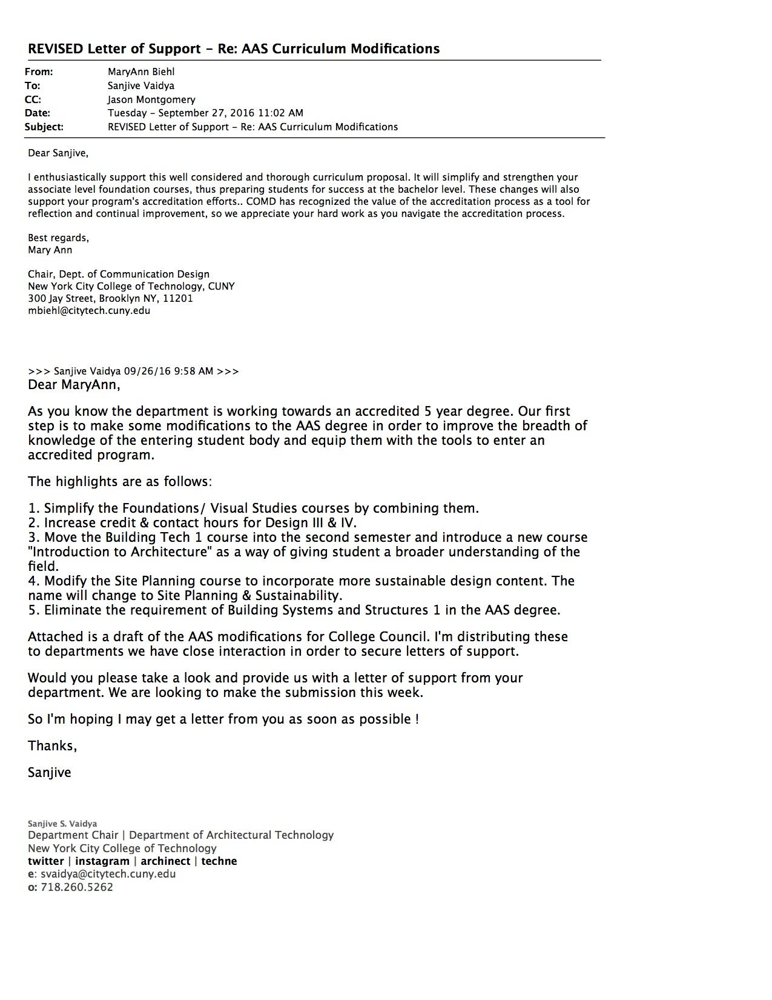 REVISED Letter of Support – Re: AAS Curriculum Modifications
From: MaryAnn Biehl
To: Sanjive Vaidya
CC: Jason Montgomery
Date: Tuesday – September 27, 2016 11:02 AM
Subject: REVISED Letter of Support – Re: AAS Curriculum Modifications
Dear Sanjive,
I enthusiastically support this well considered and thorough curriculum proposal. It will simplify and strengthen your
associate level foundation courses, thus preparing students for success at the bachelor level. These changes will also
support your program's accreditation efforts.. COMD has recognized the value of the accreditation process as a tool for
reflection and continual improvement, so we appreciate your hard work as you navigate the accreditation process.
Best regards,
Mary Ann
Chair, Dept. of Communication Design
New York City College of Technology, CUNY
300 Jay Street, Brooklyn NY, 11201
mbiehl@citytech.cuny.edu
>>> Sanjive Vaidya 09/26/16 9:58 AM >>>
Dear MaryAnn,
As you know the department is working towards an accredited 5 year degree. Our first
step is to make some modifications to the AAS degree in order to improve the breadth of
knowledge of the entering student body and equip them with the tools to enter an
accredited program.
The highlights are as follows:
1. Simplify the Foundations/ Visual Studies courses by combining them.
2. Increase credit & contact hours for Design III & IV.
3. Move the Building Tech 1 course into the second semester and introduce a new course
"Introduction to Architecture" as a way of giving student a broader understanding of the
field.
4. Modify the Site Planning course to incorporate more sustainable design content. The
name will change to Site Planning & Sustainability.
5. Eliminate the requirement of Building Systems and Structures 1 in the AAS degree.
Attached is a draft of the AAS modifications for College Council. I'm distributing these
to departments we have close interaction in order to secure letters of support.
Would you please take a look and provide us with a letter of support from your
department. We are looking to make the submission this week.
So I'm hoping I may get a letter from you as soon as possible !
Thanks,
Sanjive
Sanjive S. Vaidya
Department Chair | Department of Architectural Technology
New York City College of Technology
twitter | instagram | archinect | techne
e: svaidya@citytech.cuny.edu
o: 718.260.5262